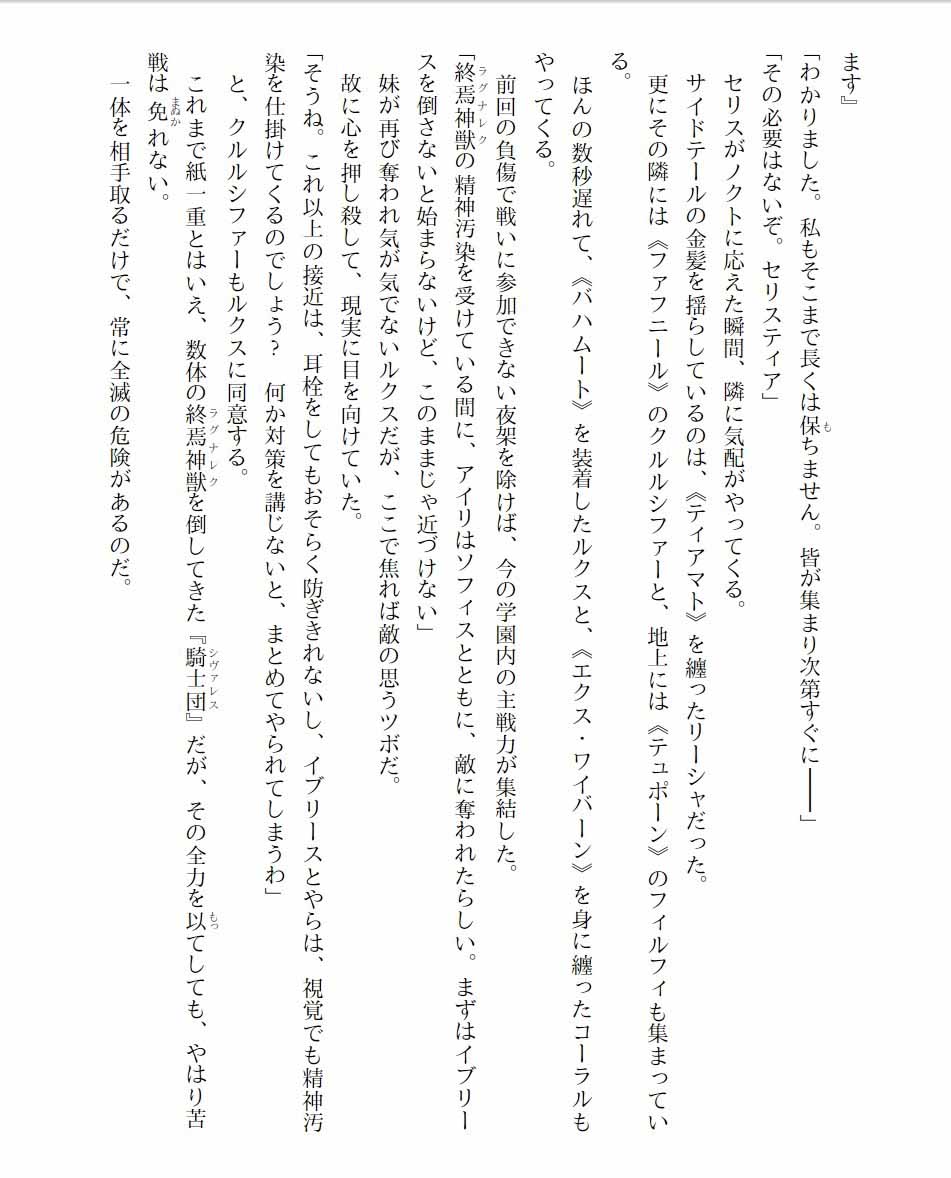 ます』
「わかりました。私もそこまで長くは保ちません。皆が集まり次第すぐに――」
「その必要はないぞ。セリスティア」
セリスがノクトに応えた瞬間、隣に気配がやってくる。
サイドテールの金髪を揺らしているのは、《ティアマト》を纏ったリーシャだった。
更にその隣には《ファフニール》のクルルシファーと、地上には《テュポーン》のフィルフィも集まってい
る。
ほんの数秒遅れて、《バハムート》を装着したルクスと、《エクス・ワイバーン》を身に纏ったコーラルも
やってくる。
前回の負傷で戦いに参加できない夜架を除けば、今の学園内の主戦力が集結した。
「終焉神獣の精神汚染を受けている間に、アイリはソフィスとともに、敵に奪われたらしい。まずはイブリー
スを倒さないと始まらないけど、このままじゃ近づけない」
妹が再び奪われ気が気でないルクスだが、ここで焦れば敵の思うツボだ。
故に心を押し殺して、現実に目を向けていた。
「そうね。これ以上の接近は、耳栓をしてもおそらく防ぎきれないし、イブリースとやらは、視覚でも精神汚
染を仕掛けてくるのでしょう?　何か対策を講じないと、まとめてやられてしまうわ」
と、クルルシファーもルクスに同意する。
これまで紙一重とはいえ、数体の終焉神獣を倒してきた『騎士団』だが、その全力を以てしても、やはり苦
戦は免れない。
一体を相手取るだけで、常に全滅の危険があるのだ。